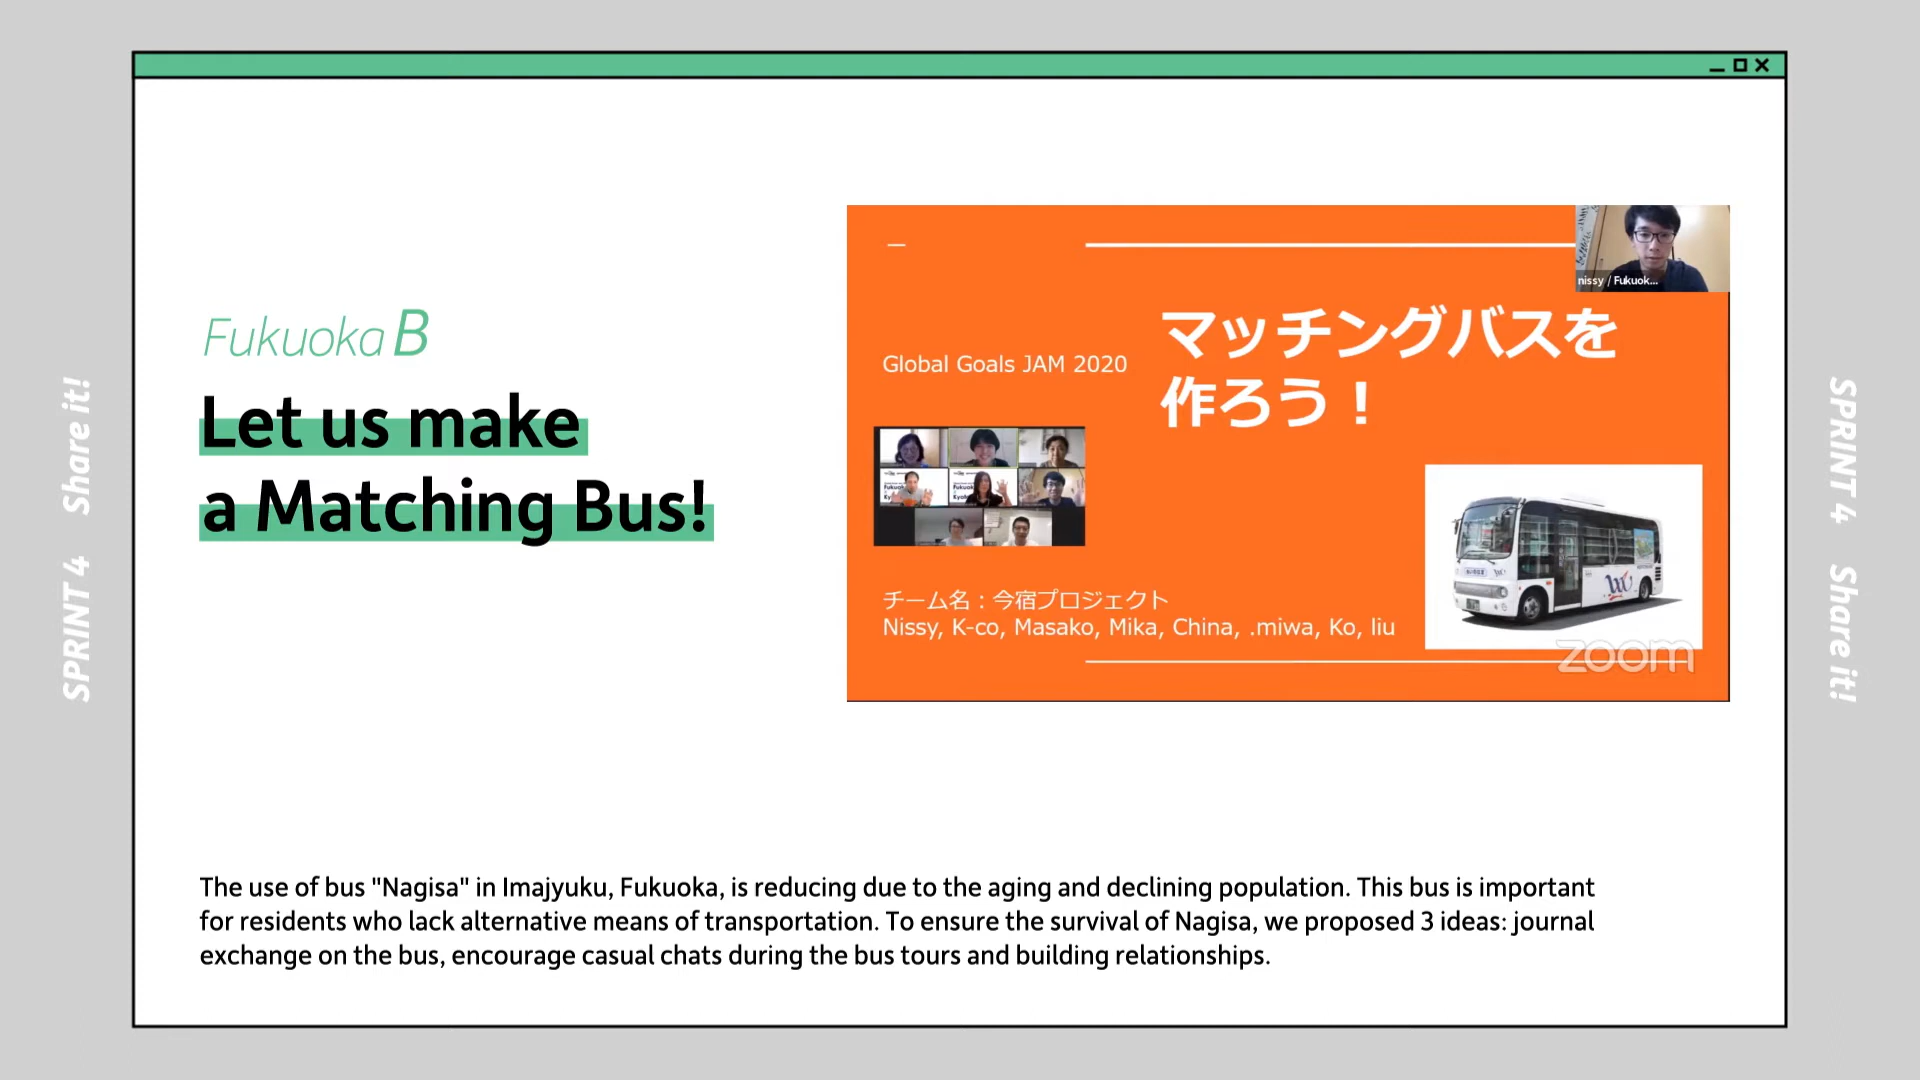 SPRINT 4 Share it!
Fukuoka B
Let us make
a Matching Bus!
Global Goals JAM 2020
マッチングバスを
作ろう！
nissy / Fukuok...
チーム名：今宿プロジェクト
Nissy, K-co, Masako, Mika, China, .miwa, Ko, liu
zoom
The use of bus "Nagisa" in Imajyuku, Fukuoka, is reducing due to the aging and declining population. This bus is important
for residents who lack alternative means of transportation. To ensure the survival of Nagisa, we proposed 3 ideas: journal
exchange on the bus, encourage casual chats during the bus tours and building relationships.
SPRINT 4 Share it!